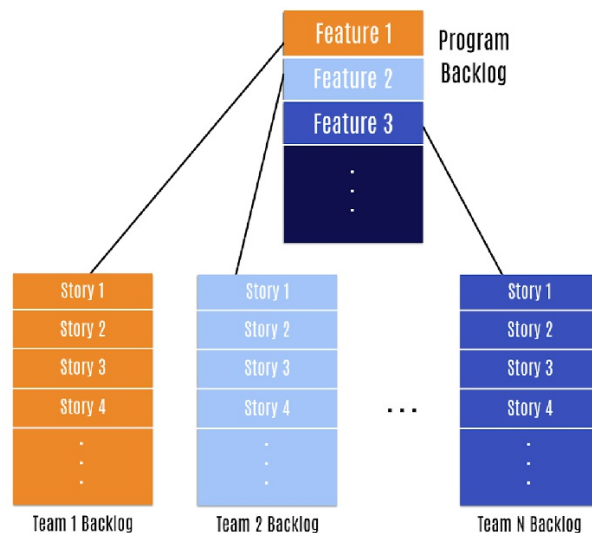 Feature 1
Program
Backlog
Feature 2
Feature 3
.
.
.
Story 1
Story 2
Story 3
Story 4
.
.
.
Story 1
Story 2
Story 3
Story 4
.
.
.
...
Story 1
Story 2
Story 3
Story 4
.
.
.
Team 1 Backlog
Team 2 Backlog
Team N Backlog